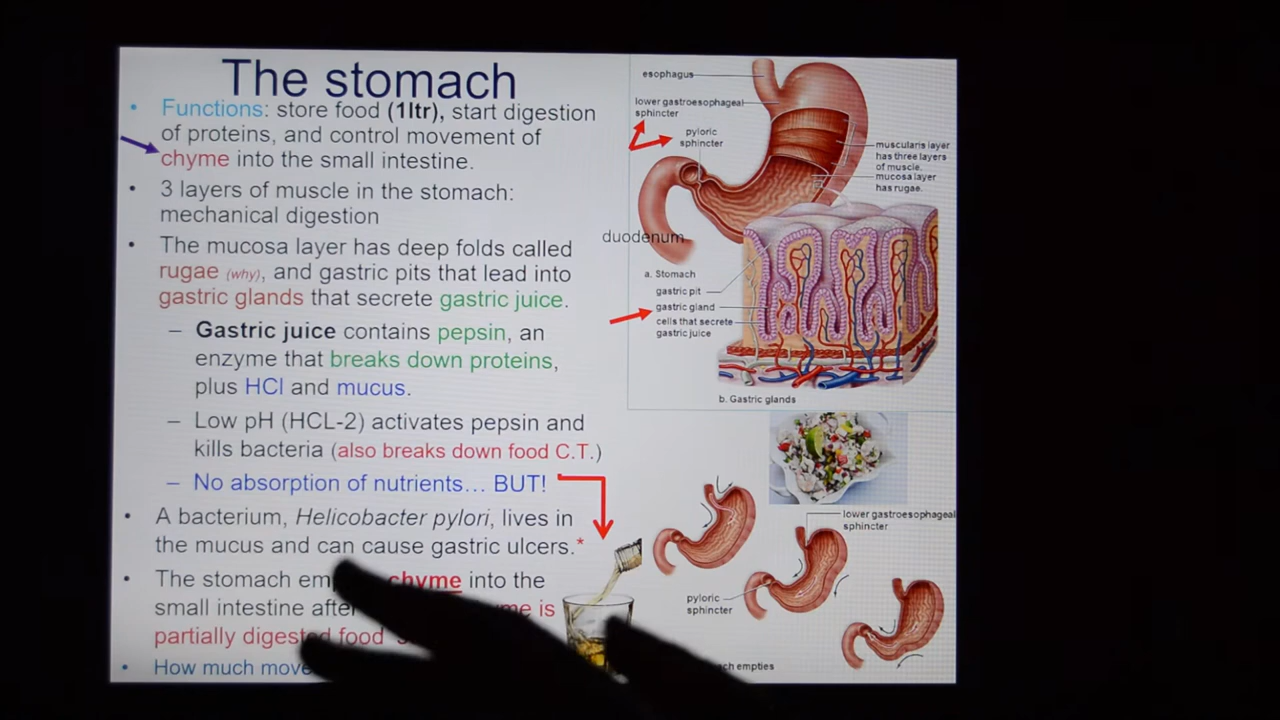 The stomach
• Functions: store food (1ltr), start digestion
of proteins, and control movement of
chyme into the small intestine.
• 3 layers of muscle in the stomach:
mechanical digestion
• The mucosa layer has deep folds called
rugae (why), and gastric pits that lead into
gastric glands that secrete gastric juice.
– Gastric juice contains pepsin, an
enzyme that breaks down proteins,
plus HCl and mucus.
– Low pH (HCL-2) activates pepsin and
kills bacteria (also breaks down food C.T.)
– No absorption of nutrients… BUT!
• A bacterium, Helicobacter pylori, lives in
the mucus and can cause gastric ulcers.*
• The stomach chyme into the
small intestine after is
partially digested food
• How much
esophagus
lower gastroesophageal
sphincter
pyloric
sphincter
muscularis layer
has three layers
of muscle.
mucosa layer
has rugae.
duodenum
a. Stomach
gastric pit
gastric gland
cells that secrete
gastric juice
b. Gastric glands
lower gastroesophageal
sphincter
pyloric
sphincter
empties